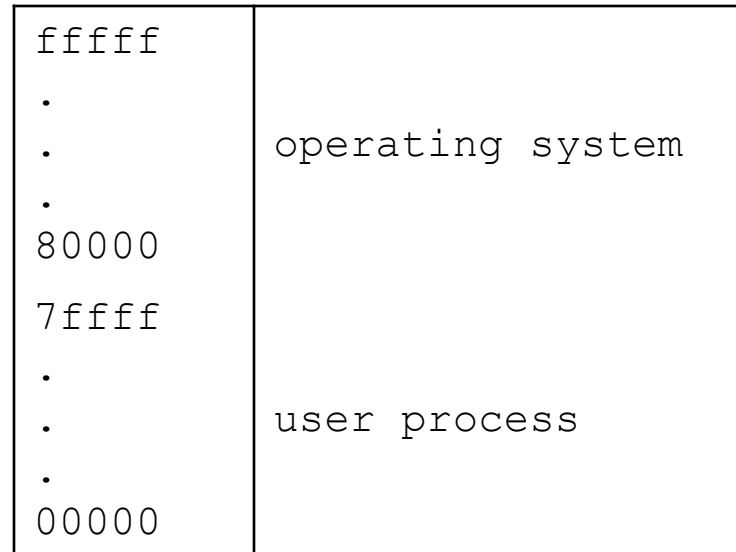 fffff
.
. operating system
.
80000
7ffff
.
. user process
.
00000